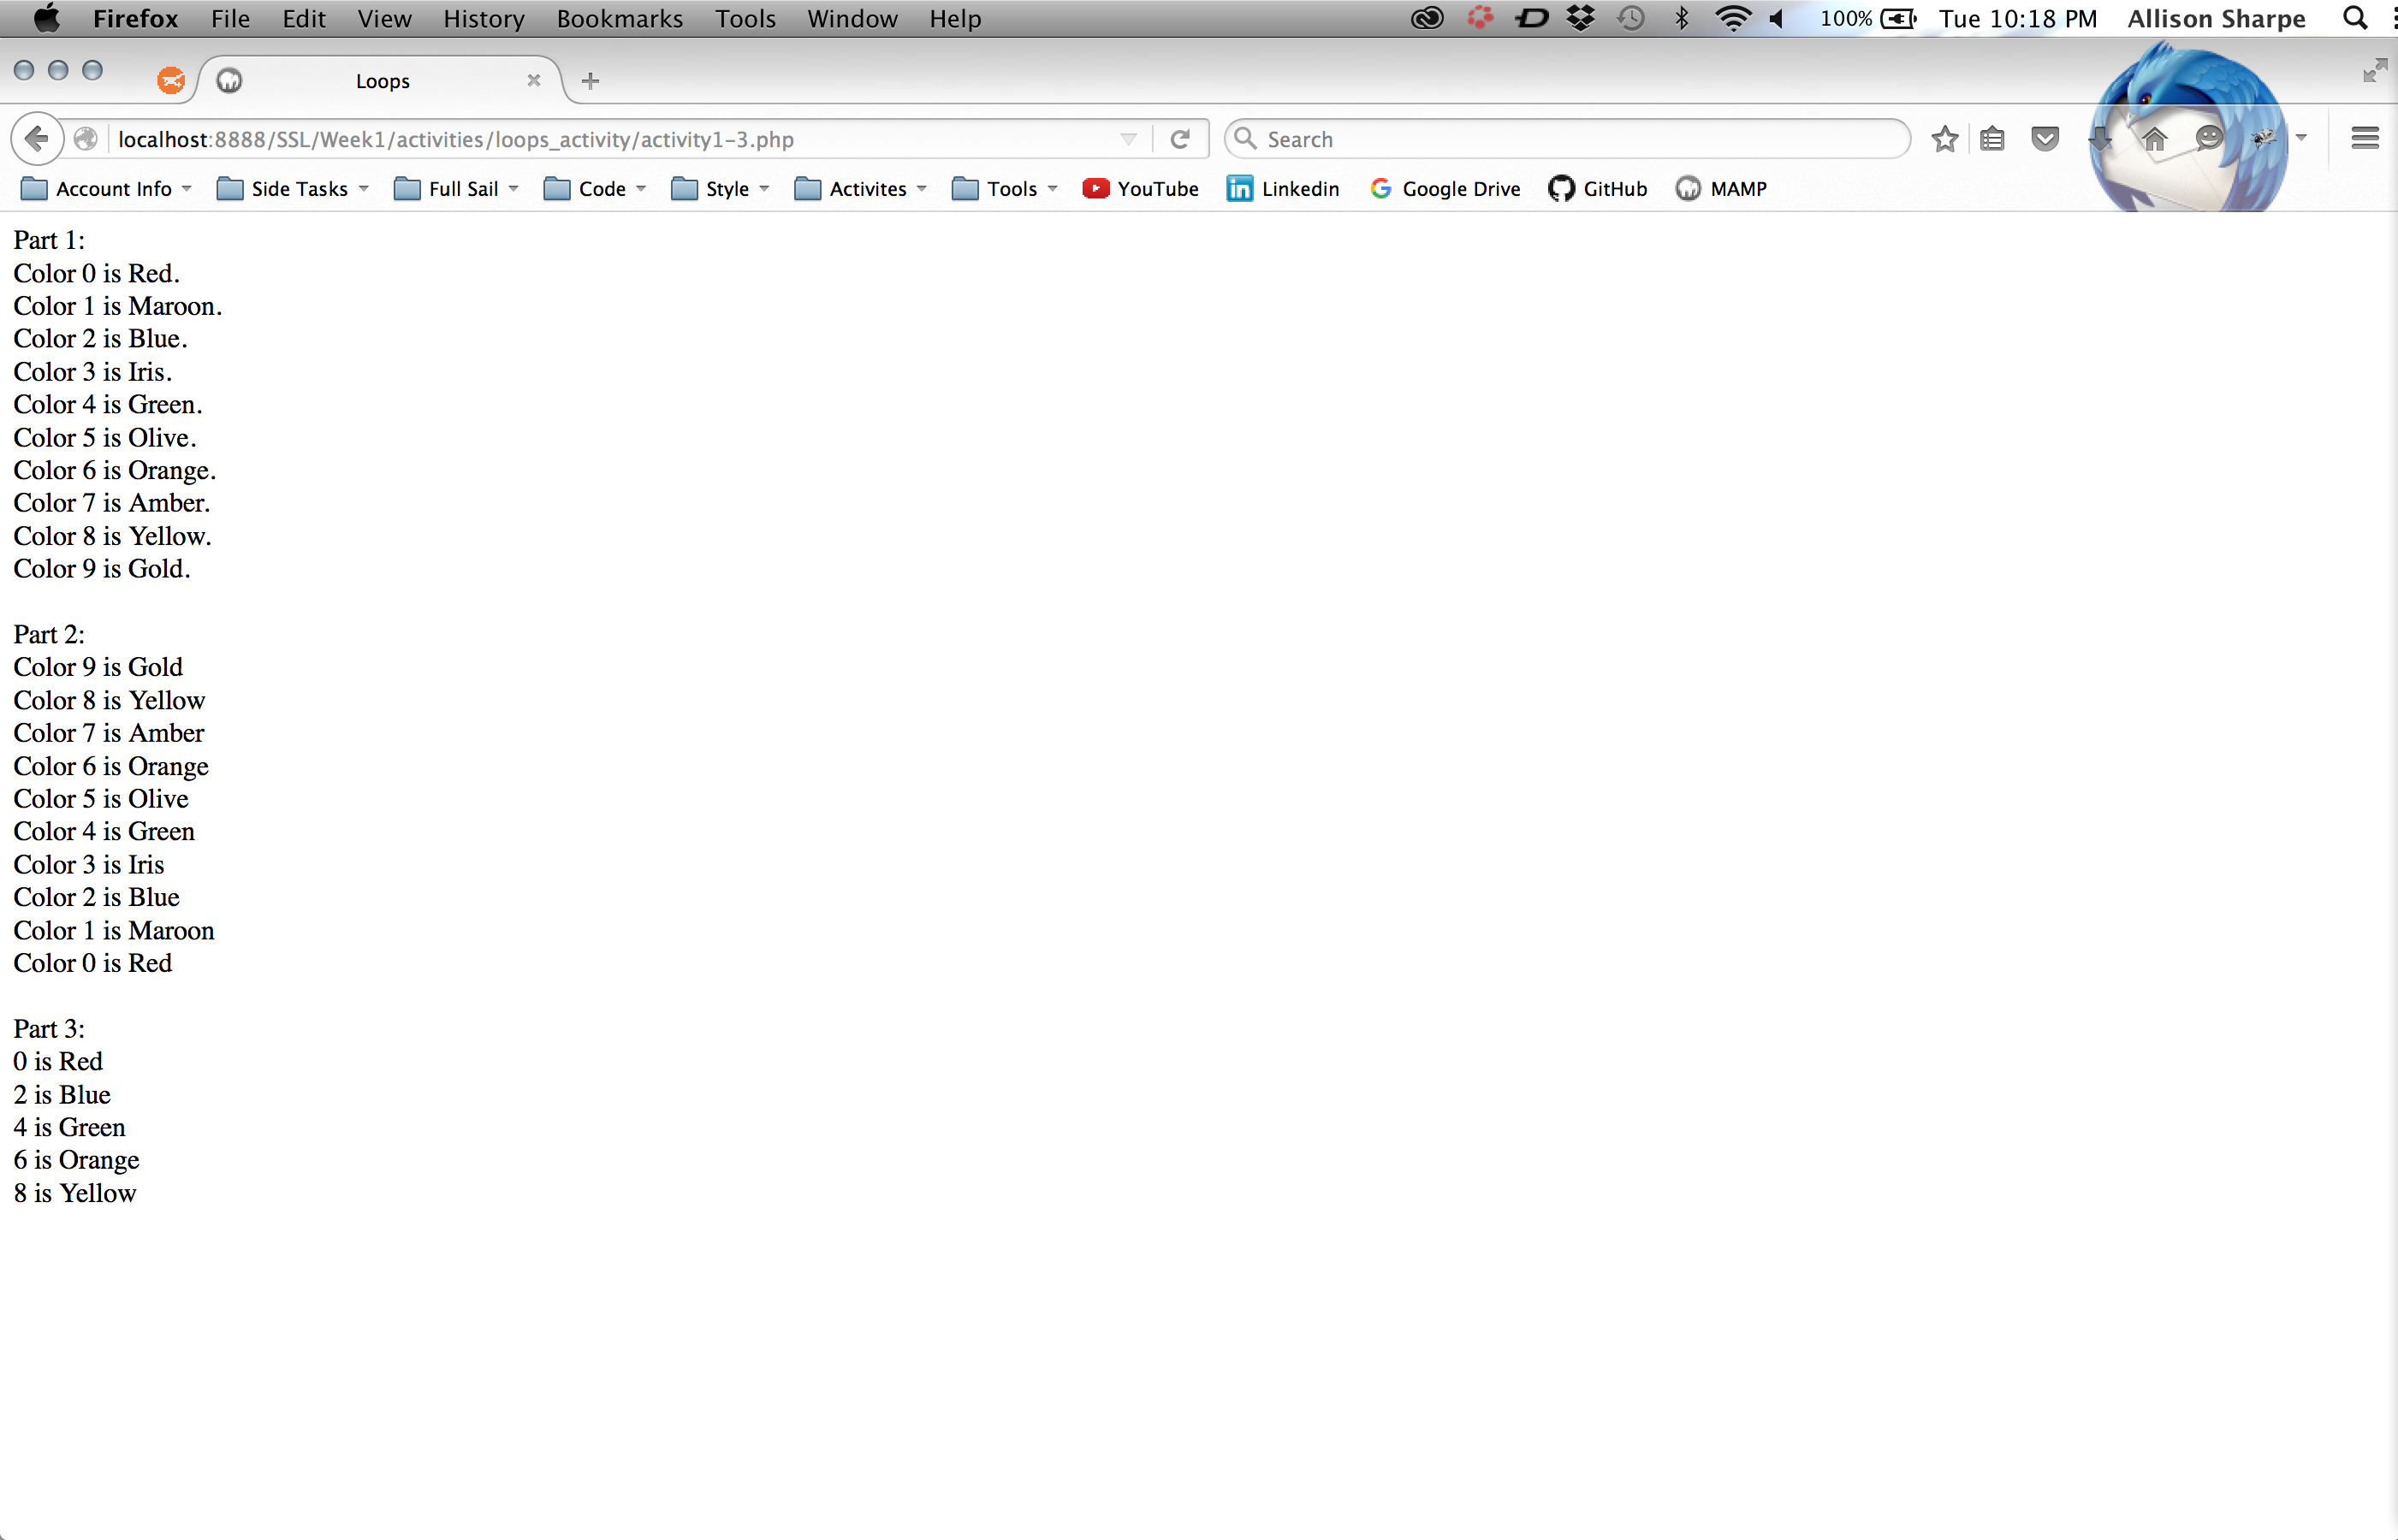 Firefox File Edit View History Bookmarks Tools Window Help 100% Tue 10:18 PM Allison Sharpe
Loops
localhost:8888/SSL/Week1/activities/loops_activity/activity1-3.php Search
Account Info Side Tasks Full Sail Code Style Activites Tools YouTube Linkedin Google Drive GitHub MAMP
Part 1:
Color 0 is Red.
Color 1 is Maroon.
Color 2 is Blue.
Color 3 is Iris.
Color 4 is Green.
Color 5 is Olive.
Color 6 is Orange.
Color 7 is Amber.
Color 8 is Yellow.
Color 9 is Gold.
Part 2:
Color 9 is Gold
Color 8 is Yellow
Color 7 is Amber
Color 6 is Orange
Color 5 is Olive
Color 4 is Green
Color 3 is Iris
Color 2 is Blue
Color 1 is Maroon
Color 0 is Red
Part 3:
0 is Red
2 is Blue
4 is Green
6 is Orange
8 is Yellow